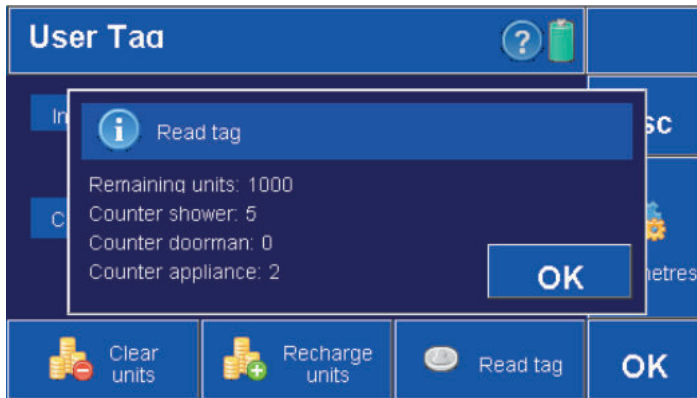 User Tag
?
In
i
Read tag
sc
Remaining units: 1000
Counter shower: 5
Counter doorman: 0
Counter appliance: 2
C
OK
etres
Clear
units
Recharge
units
Read tag
OK